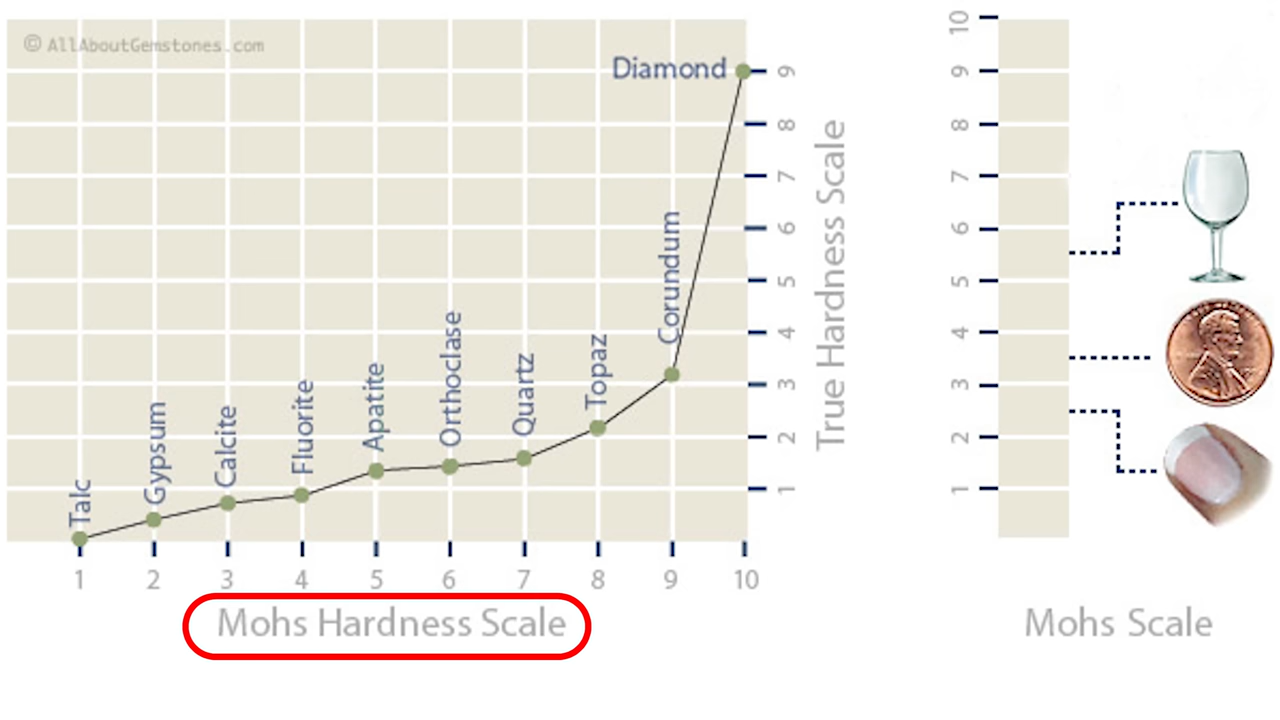 © AllAboutGemstones.com
Diamond
Talc
Gypsum
Calcite
Fluorite
Apatite
Orthoclase
Quartz
Topaz
Corundum
9
8
7
6
5
4
3
2
1
True Hardness Scale
1 2 3 4 5 6 7 8 9 10
Mohs Hardness Scale
10
9
8
7
6
5
4
3
2
1
Mohs Scale